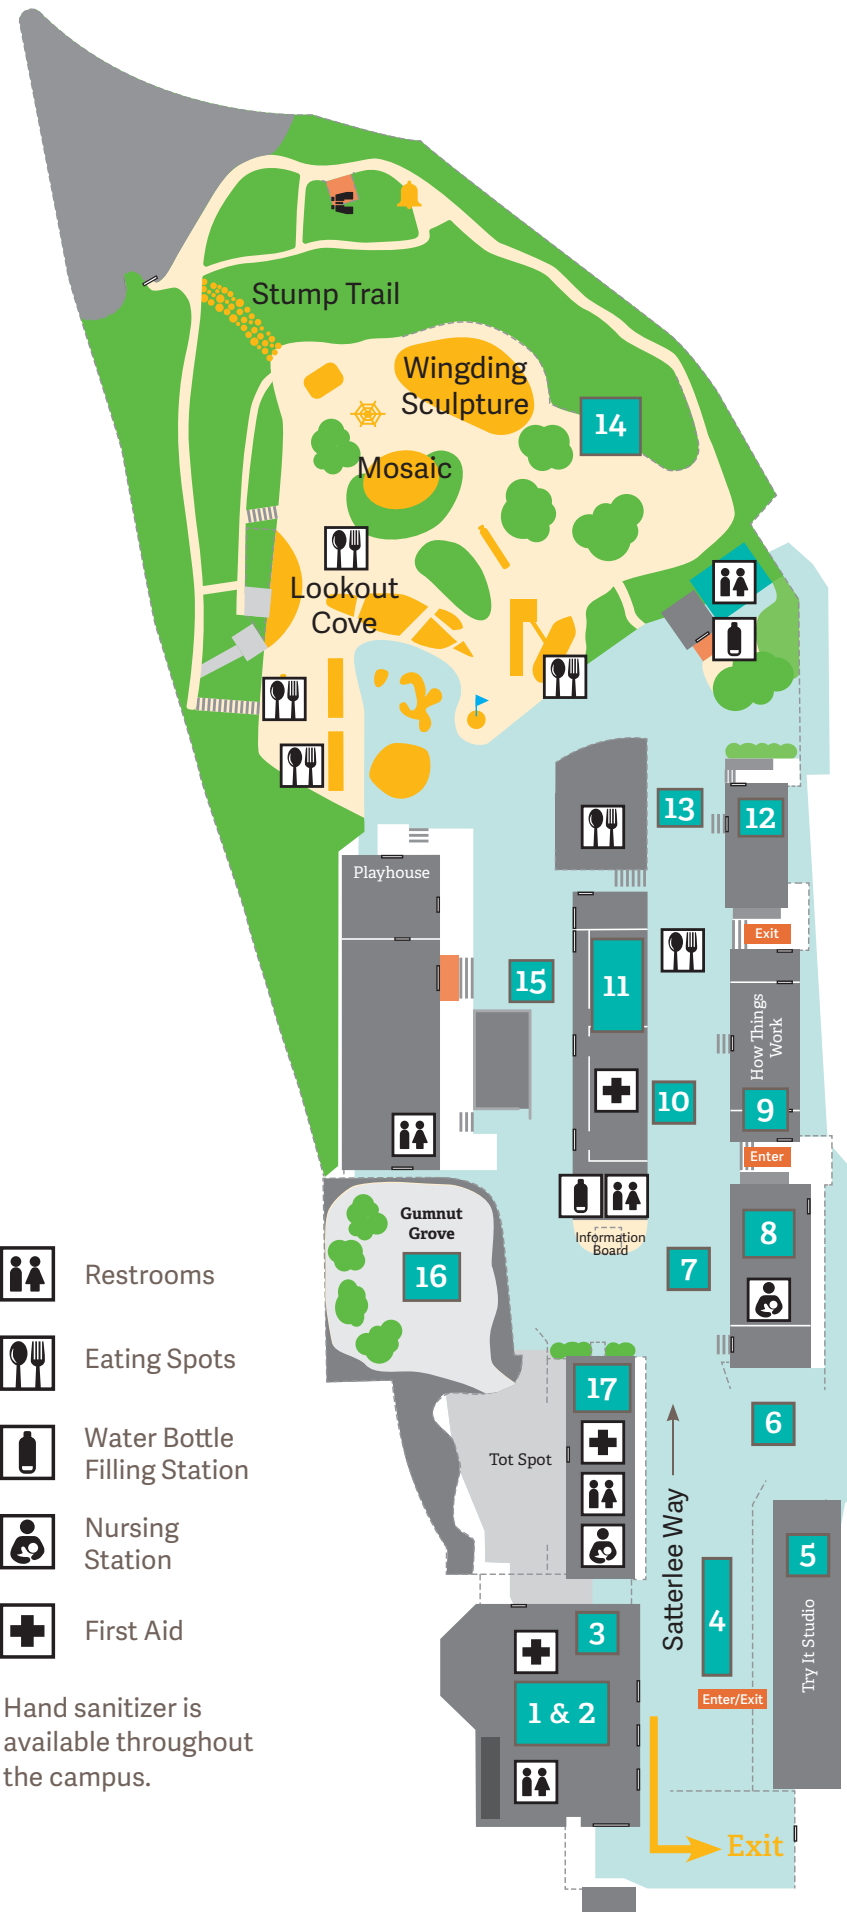 Stump Trail
Wingding
Sculpture
14
Mosaic
Lookout
Cove
13
12
Playhouse
Exit
15
11
How Things
Work
10
9
Enter
Information
Board
Gumnut
Grove
16
8
7
Restrooms
Eating Spots
Water Bottle
Filling Station
Nursing
Station
First Aid
Hand sanitizer is
available throughout
the campus.
17
6
Tot Spot
Satterlee Way
5
Try It Studio
4
3
1 & 2
Enter/Exit
Exit